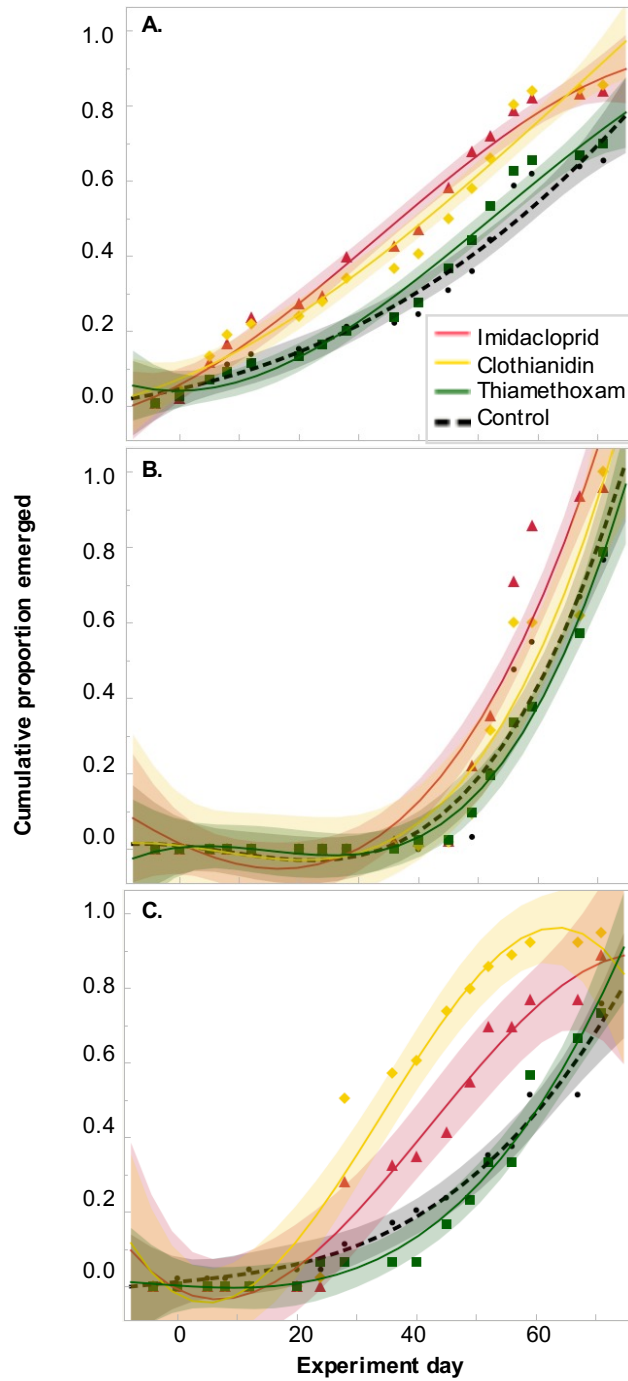 A.
1.0
0.8
0.6
0.4
0.2
0.0
Imidacloprid
Clothianidin
Thiamethoxam
Control
B.
1.0
0.8
0.6
0.4
0.2
0.0
Cumulative proportion emerged
C.
1.0
0.8
0.6
0.4
0.2
0.0
0 20 40 60
Experiment day